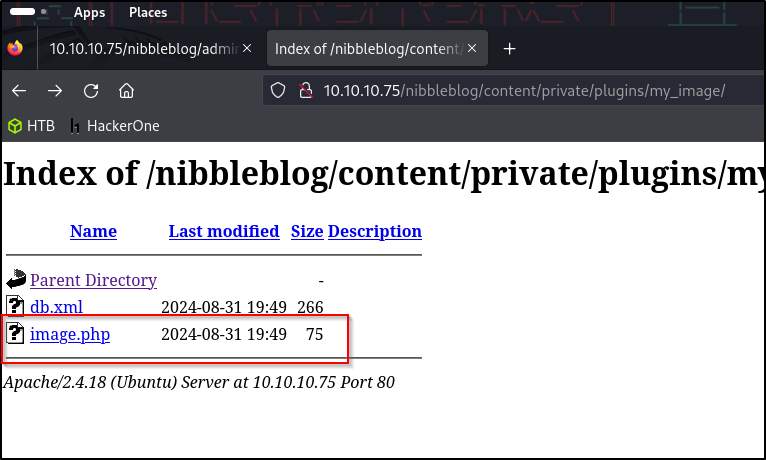 Apps Places
10.10.10.75/nibbleblog/admin
Index of /nibbleblog/content/
10.10.10.75/nibbleblog/content/private/plugins/my_image/
HTB HackerOne
Index of /nibbleblog/content/private/plugins/my
Name Last modified Size Description
Parent Directory -
db.xml 2024-08-31 19:49 266
image.php 2024-08-31 19:49 75
Apache/2.4.18 (Ubuntu) Server at 10.10.10.75 Port 80